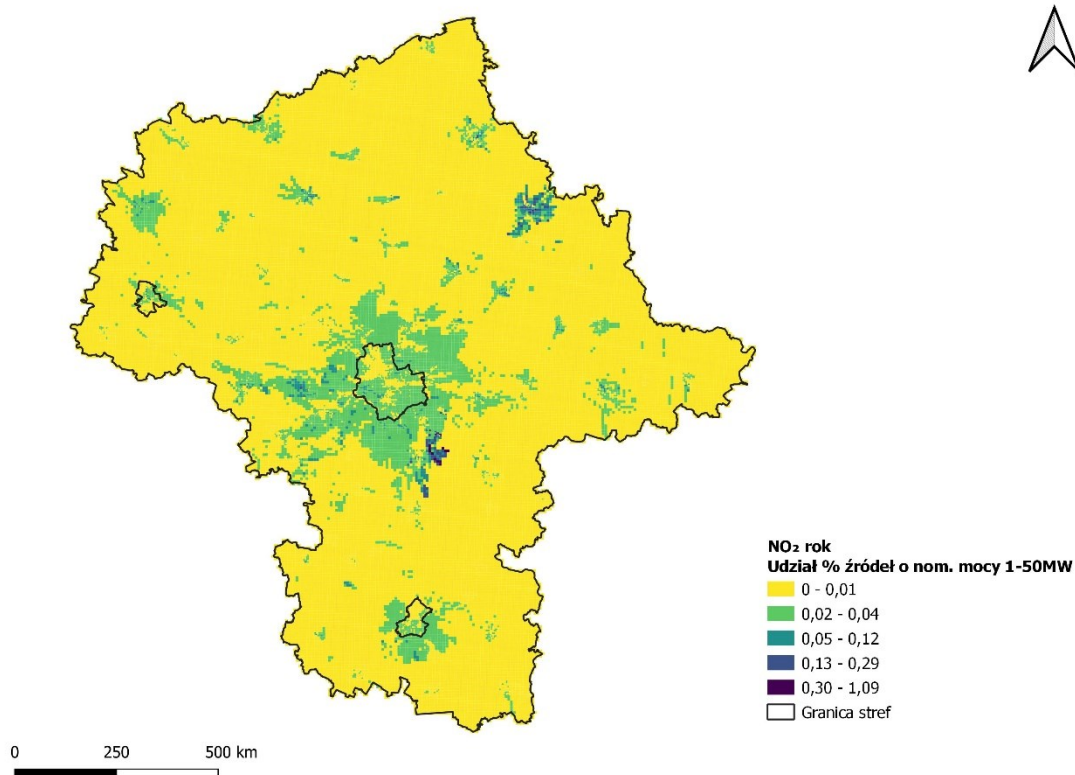 NO₂ rok
Udział % źródeł o nom. mocy 1-50MW
0 - 0,01
0,02 - 0,04
0,05 - 0,12
0,13 - 0,29
0,30 - 1,09
Granica stref
0 250 500 km